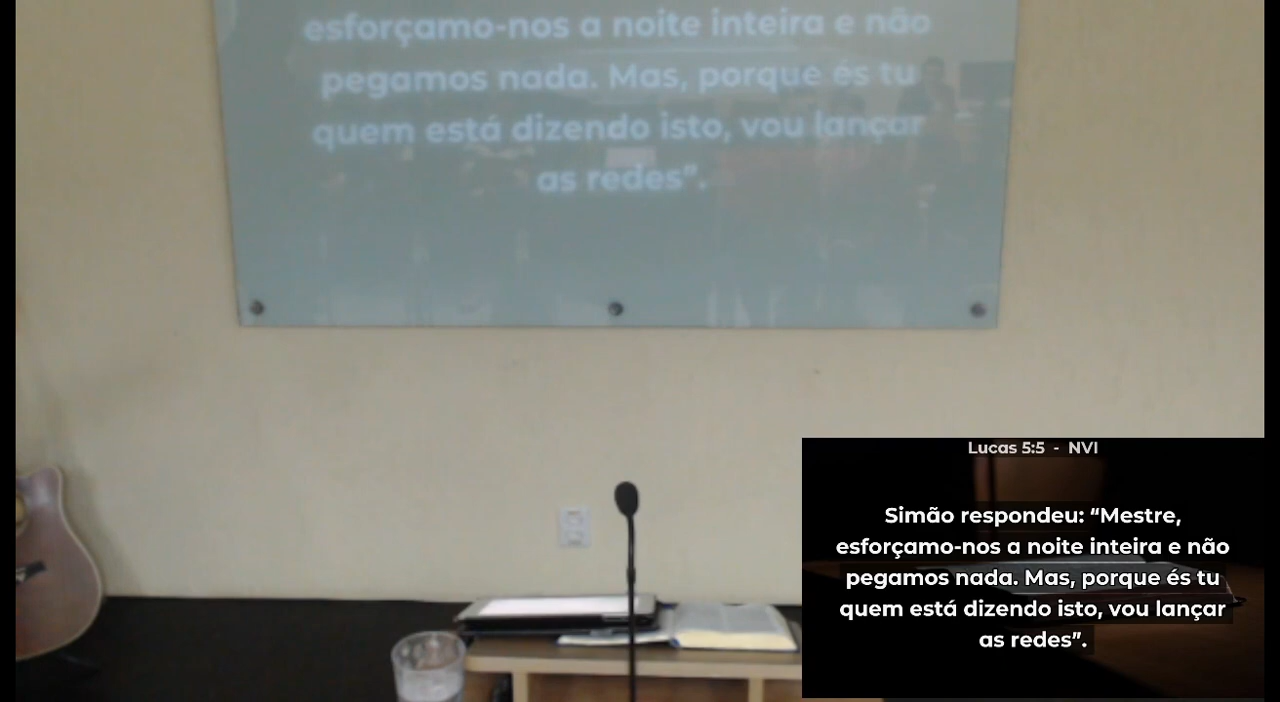 esforçamo-nos a noite inteira e não
pegamos nada. Mas, porque és tu
quem está dizendo isto, vou lançar
as redes”.
Lucas 5:5 - NVI
Simão respondeu: “Mestre,
esforçamo-nos a noite inteira e não
pegamos nada. Mas, porque és tu
quem está dizendo isto, vou lançar
as redes”.